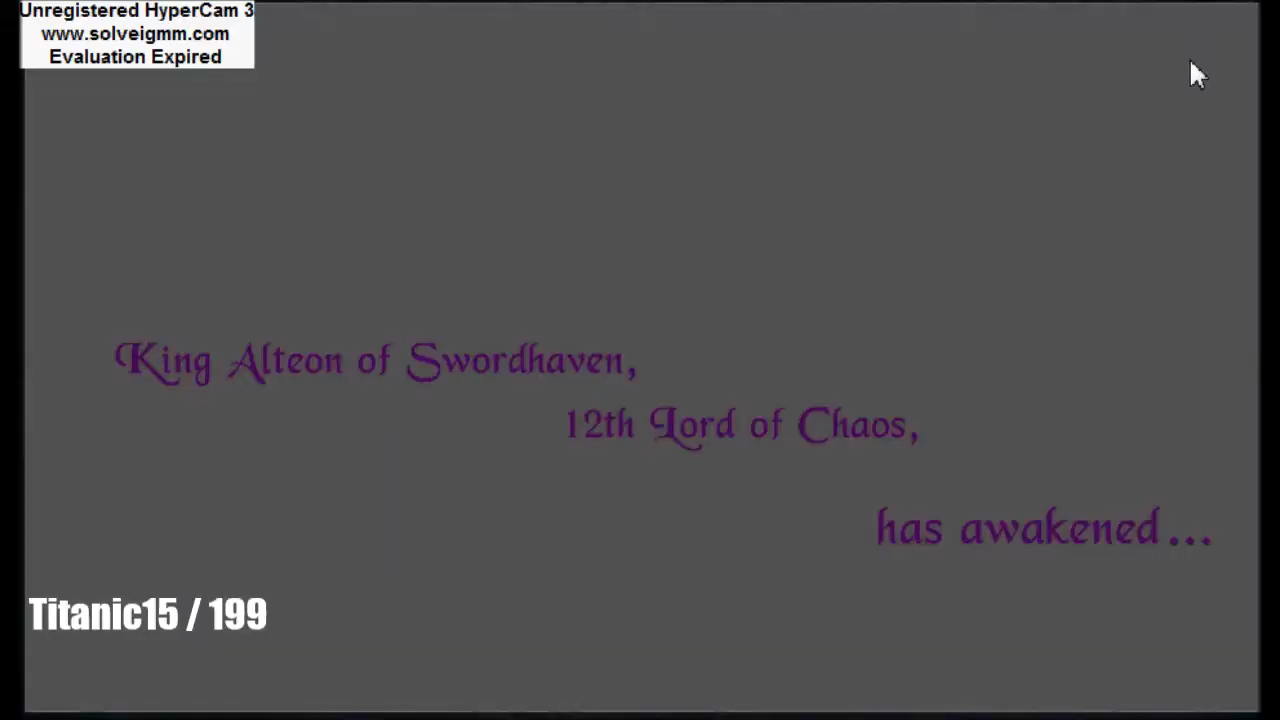 Unregistered HyperCam 3
www.solveigmm.com
Evaluation Expired
King Alteon of Swordhaven,
12th Lord of Chaos,
has awakened...
Titanic15 / 199